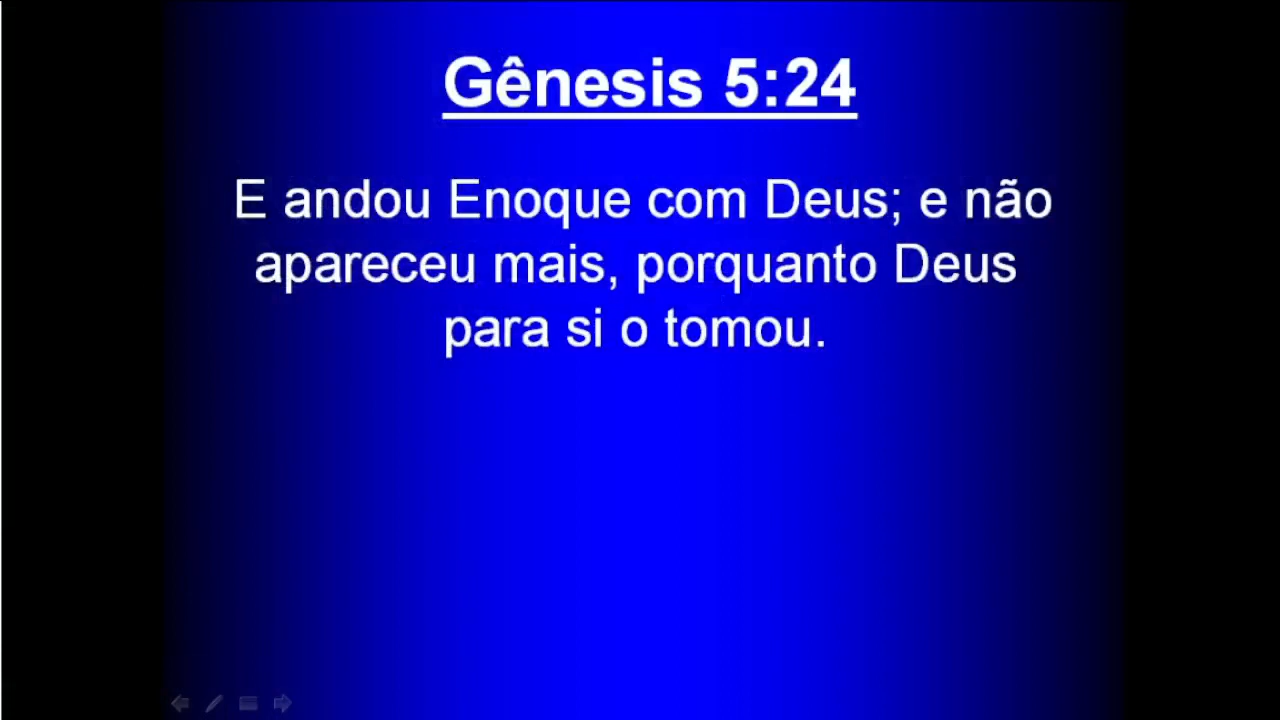 Gênesis 5:24
E andou Enoque com Deus; e não
apareceu mais, porquanto Deus
para si o tomou.